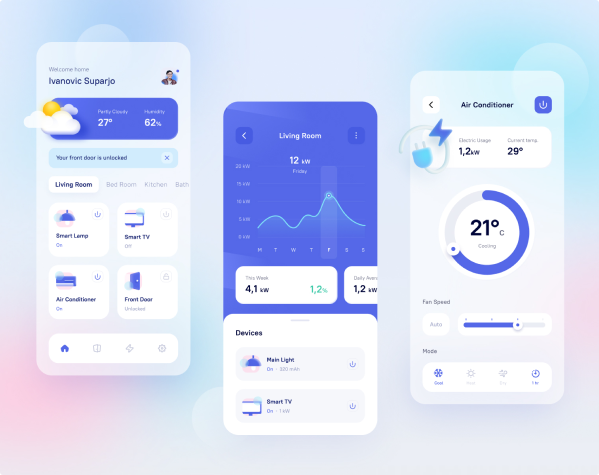 Welcome home
Ivanovic Suparjo
Partly Cloudy
Humidity
27°
62%
Your front door is unlocked
Living Room
Bed Room
Kitchen
Bath
Smart Lamp
On
Smart TV
Off
Air Conditioner
On
Front Door
Unlocked
Living Room
12 kW
Friday
20 kW
15 kW
10 kW
5 kW
0 kW
M T W T F S S
This Week
4,1 kW
1,2%
Daily Avera
1,2 kW
Devices
Main Light
On
Smart TV
On · 1 kW
Air Conditioner
Electric Usage
Current temp.
1,2kW
29°
21°C
Cooling
Fan Speed
Auto
Mode
Cool
1 hr